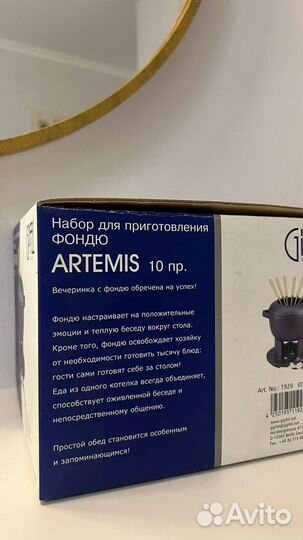 Набор для приготовления
ФОНДЮ
ARTEMIS 10 пр.
Вечеринка с фондю обречена на успех!
Фондю настраивает на положительные
эмоции и теплую беседу вокруг стола.
Кроме того, фондю освобождает хозяйку
от необходимости готовить тысячу блюд:
гости сами готовят себе за столом!
Еда из одного котелка всегда объединяет,
способствует оживленной беседе и
непосредственному общению.
Простой обед становится особенным
и запоминающимся!
Art. No.: 1929
www.gipfel.net
Avito